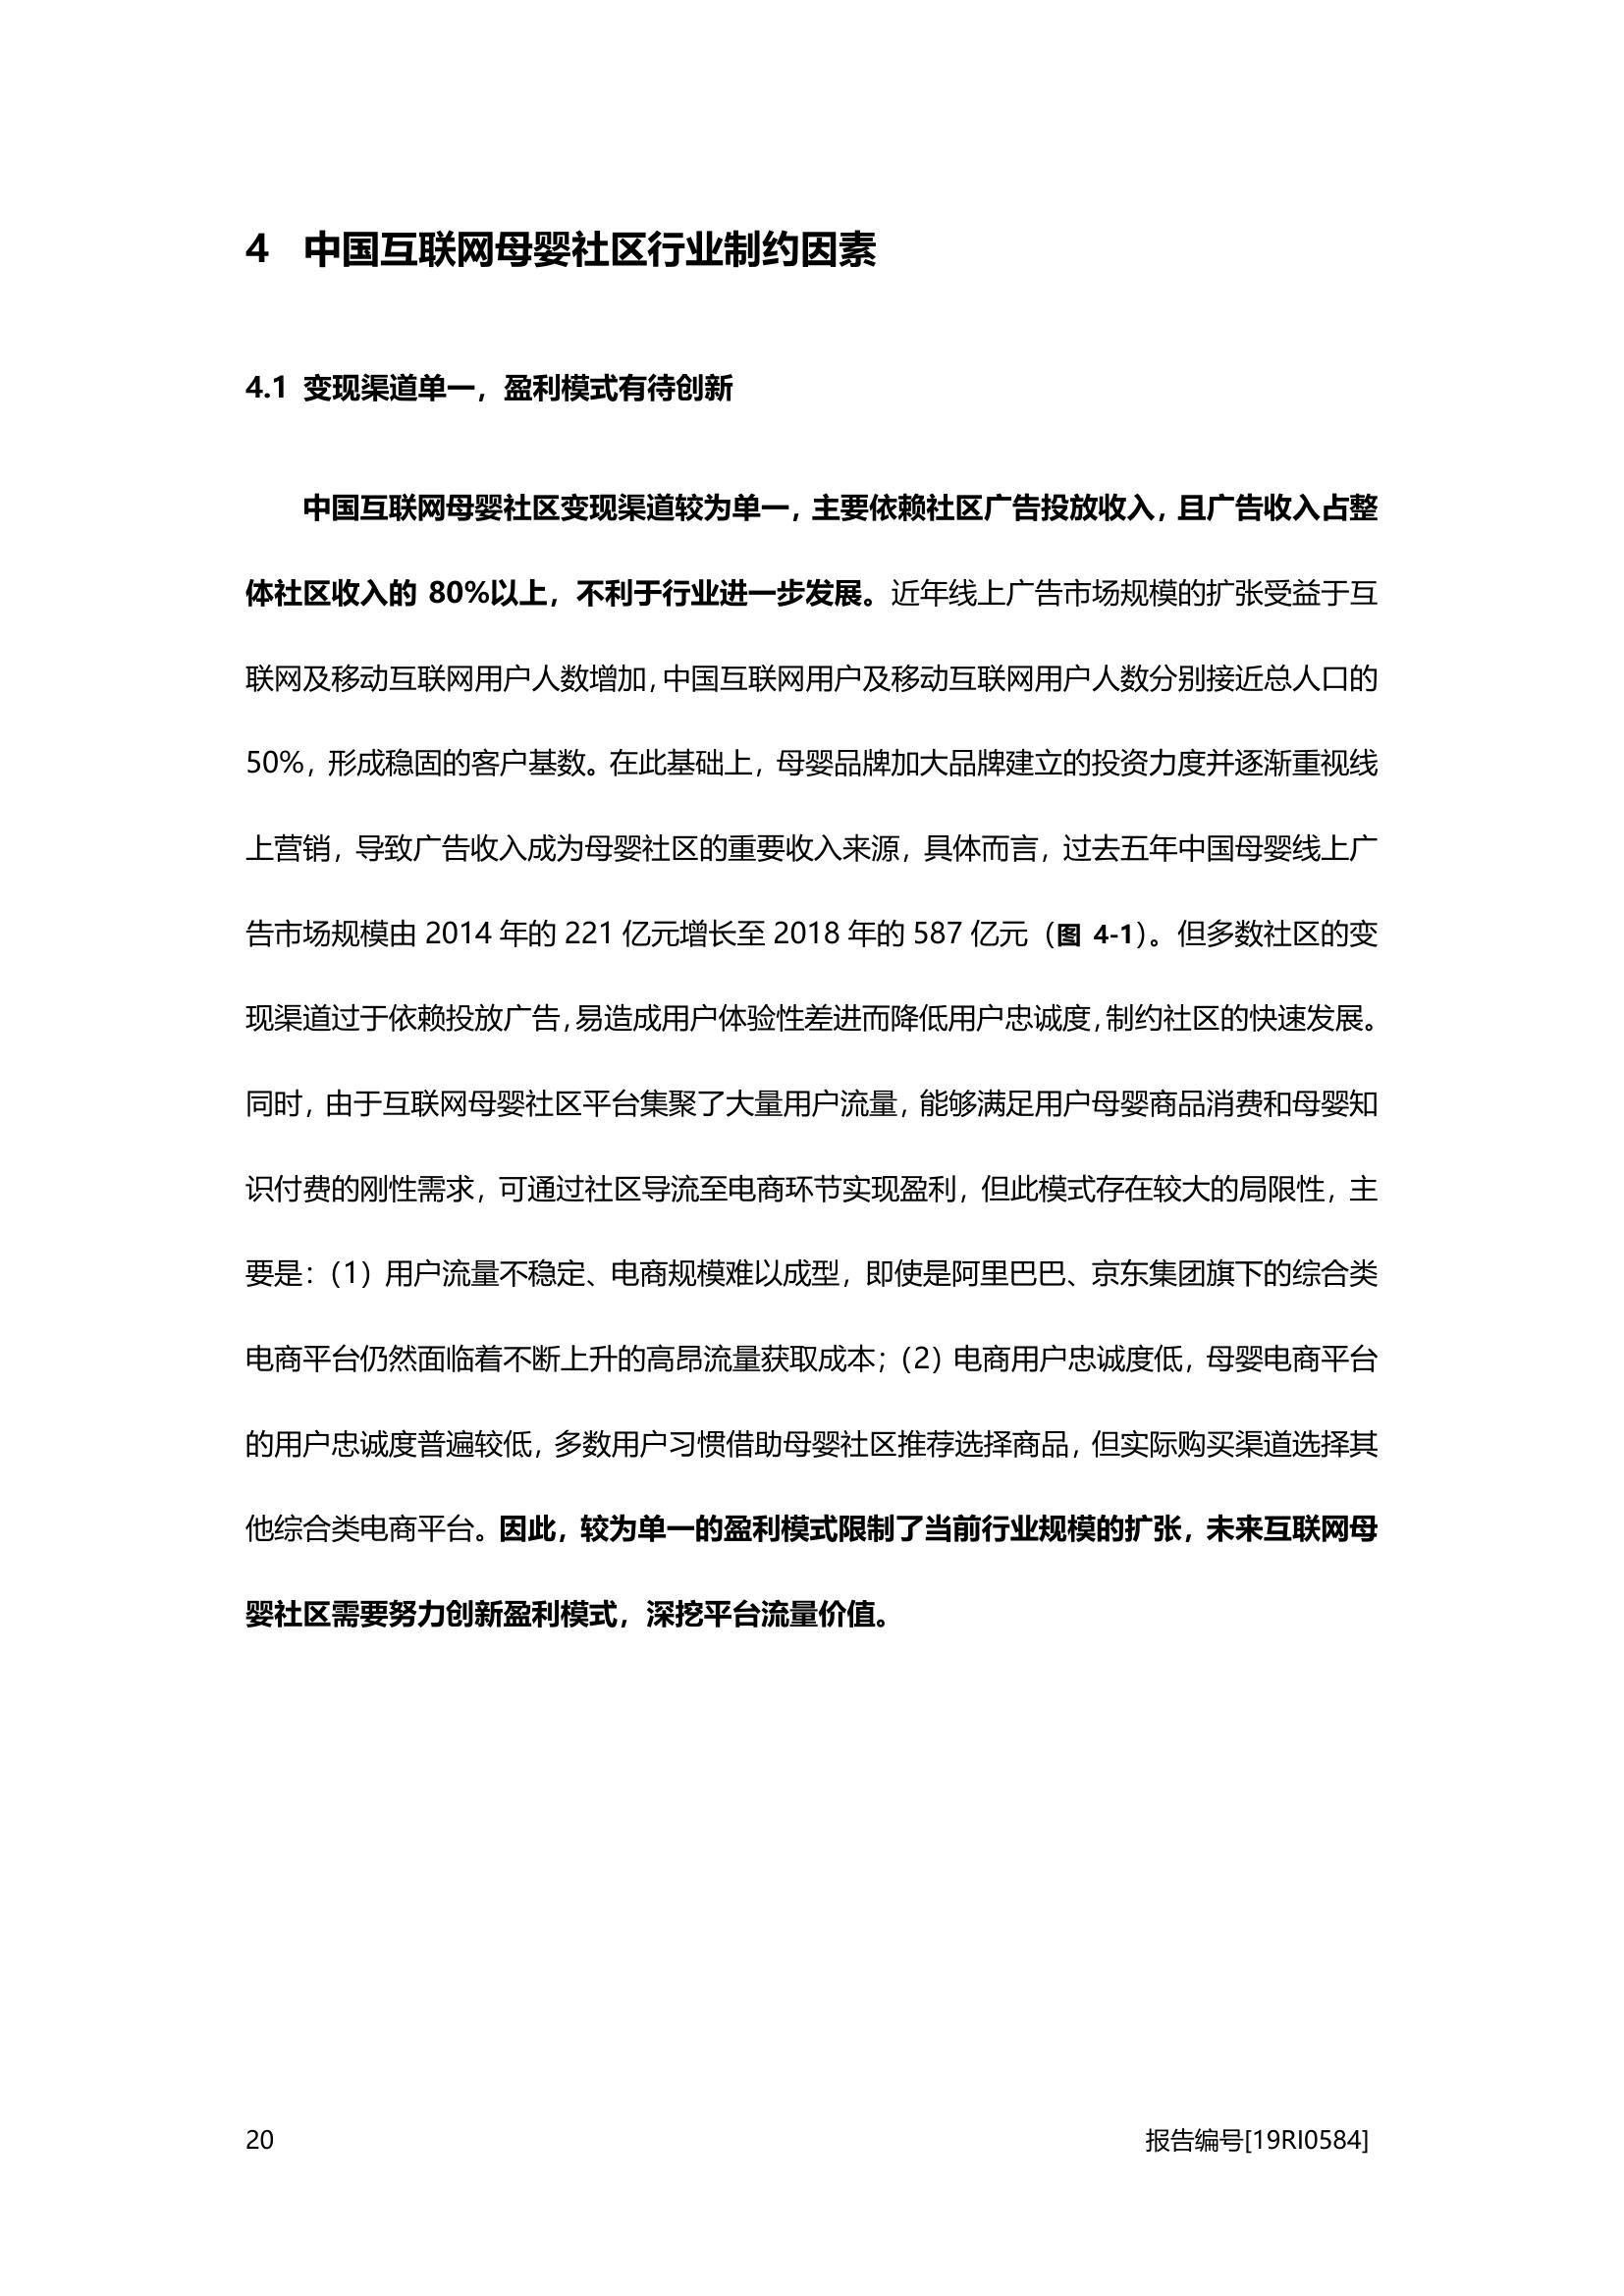 4 中国互联网母婴社区行业制约因素
4.1 变现渠道单一，盈利模式有待创新
中国互联网母婴社区变现渠道较为单一，主要依赖社区广告投放收入，且广告收入占整
体社区收入的 80%以上，不利于行业进一步发展。近年线上广告市场规模的扩张受益于互
联网及移动互联网用户人数增加，中国互联网用户及移动互联网用户人数分别接近总人口的
50%，形成稳固的客户基数。在此基础上，母婴品牌加大品牌建立的投资力度并逐渐重视线
上营销，导致广告收入成为母婴社区的重要收入来源，具体而言，过去五年中国母婴线上广
告市场规模由 2014 年的 221 亿元增长至 2018 年的 587 亿元（图 4-1）。但多数社区的变
现渠道过于依赖投放广告，易造成用户体验性差进而降低用户忠诚度，制约社区的快速发展。
同时，由于互联网母婴社区平台集聚了大量用户流量，能够满足用户母婴商品消费和母婴知
识付费的刚性需求，可通过社区导流至电商环节实现盈利，但此模式存在较大的局限性，主
要是：（1）用户流量不稳定、电商规模难以成型，即使是阿里巴巴、京东集团旗下的综合类
电商平台仍然面临着不断上升的高昂流量获取成本；（2）电商用户忠诚度低，母婴电商平台
的用户忠诚度普遍较低，多数用户习惯借助母婴社区推荐选择商品，但实际购买渠道选择其
他综合类电商平台。因此，较为单一的盈利模式限制了当前行业规模的扩张，未来互联网母
婴社区需要努力创新盈利模式，深挖平台流量价值。
20 报告编号[19RI0584]